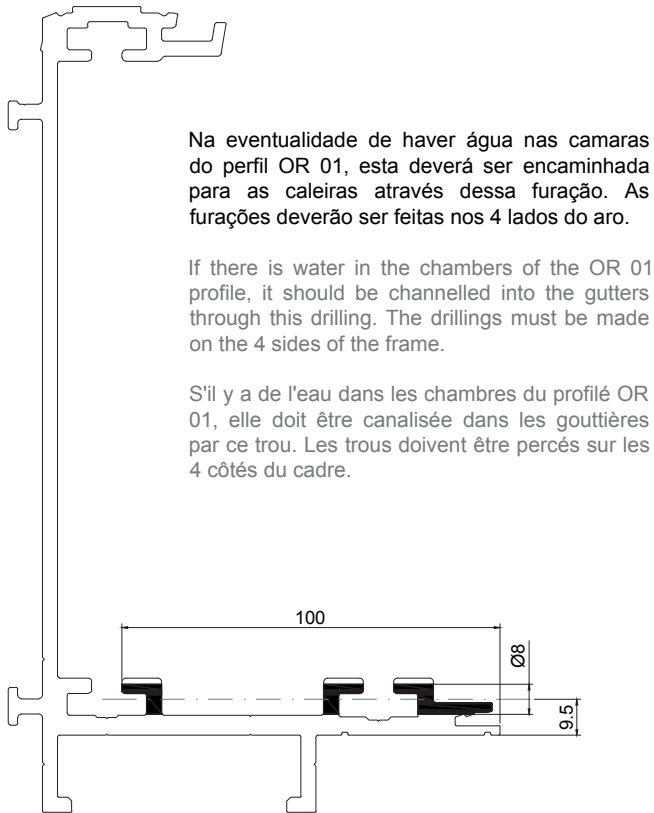 Na eventualidade de haver água nas camaras
do perfil OR 01, esta deverá ser encaminhada
para as caleiras através dessa furação. As
furações deverão ser feitas nos 4 lados do aro.
If there is water in the chambers of the OR 01
profile, it should be channelled into the gutters
through this drilling. The drillings must be made
on the 4 sides of the frame.
S'il y a de l'eau dans les chambres du profilé OR
01, elle doit être canalisée dans les gouttières
par ce trou. Les trous doivent être percés sur les
4 côtés du cadre.
100
Ø8
9.5